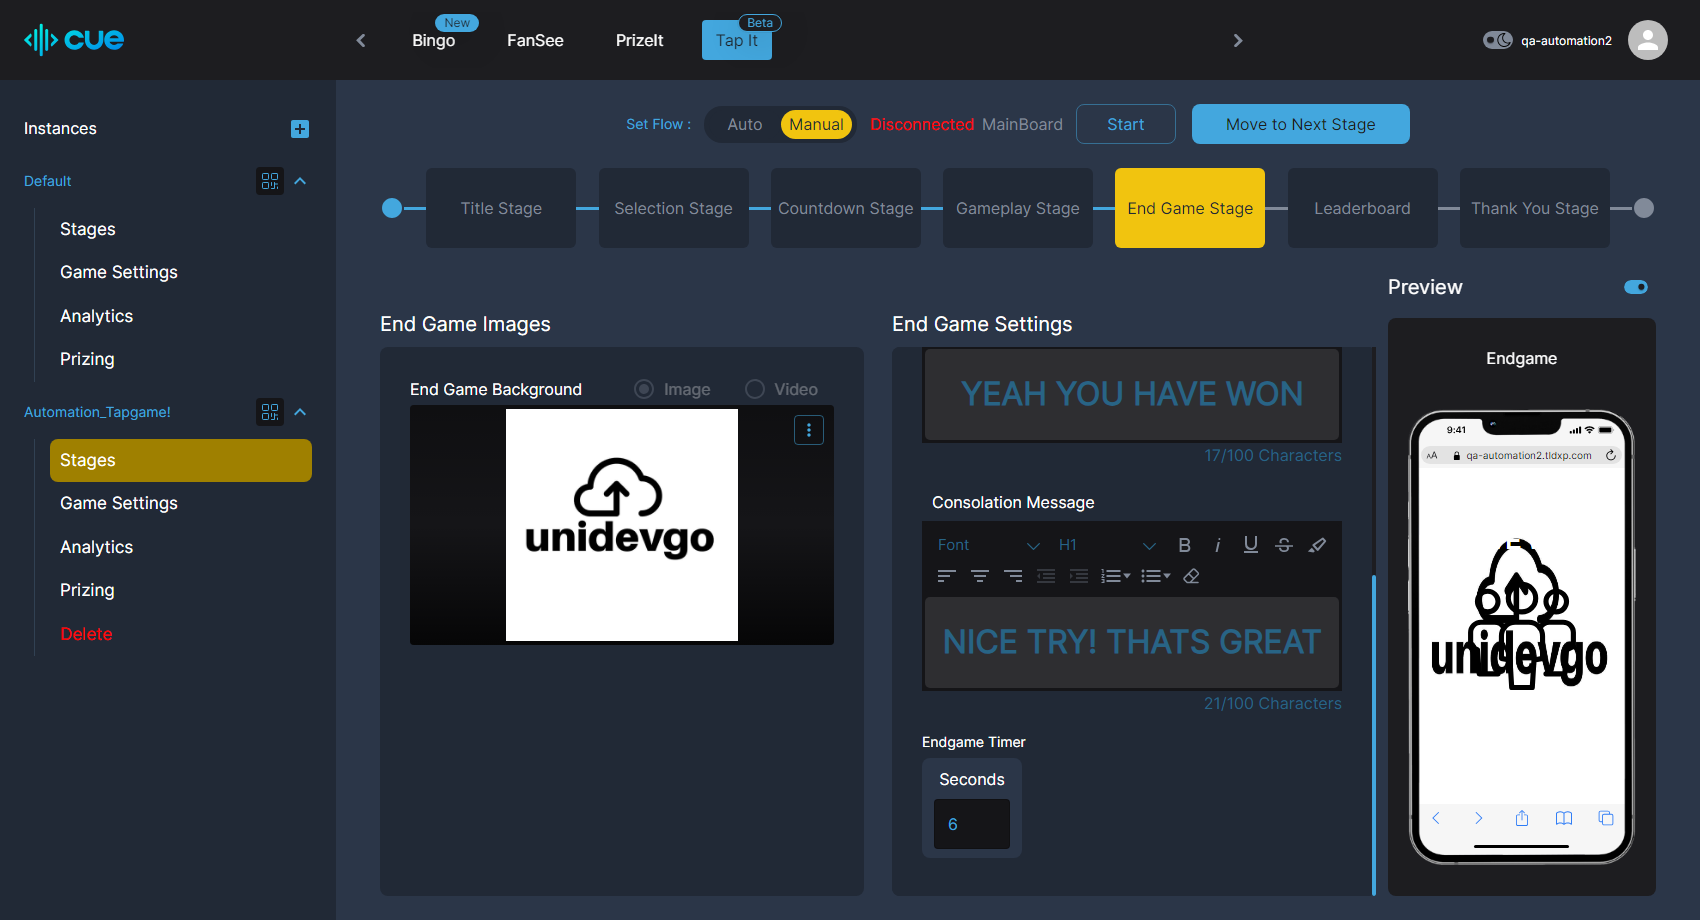 cue
New
Bingo
FanSee
PrizeIt
Beta
Tap It
qa-automation2
Instances
Default
Stages
Game Settings
Analytics
Prizing
Automation_Tapgame!
Stages
Game Settings
Analytics
Prizing
Delete
Set Flow :
Auto
Manual
Disconnected MainBoard
Start
Move to Next Stage
Title Stage
Selection Stage
Countdown Stage
Gameplay Stage
End Game Stage
Leaderboard
Thank You Stage
End Game Images
End Game Background
Image
Video
unidevgo
End Game Settings
YEAH YOU HAVE WON
17/100 Characters
Consolation Message
Font
H1
B i U S
NICE TRY! THATS GREAT
21/100 Characters
Endgame Timer
Seconds
6
Preview
Endgame
9:41
AA
qa-automation2.tldxp.com
unidevgo